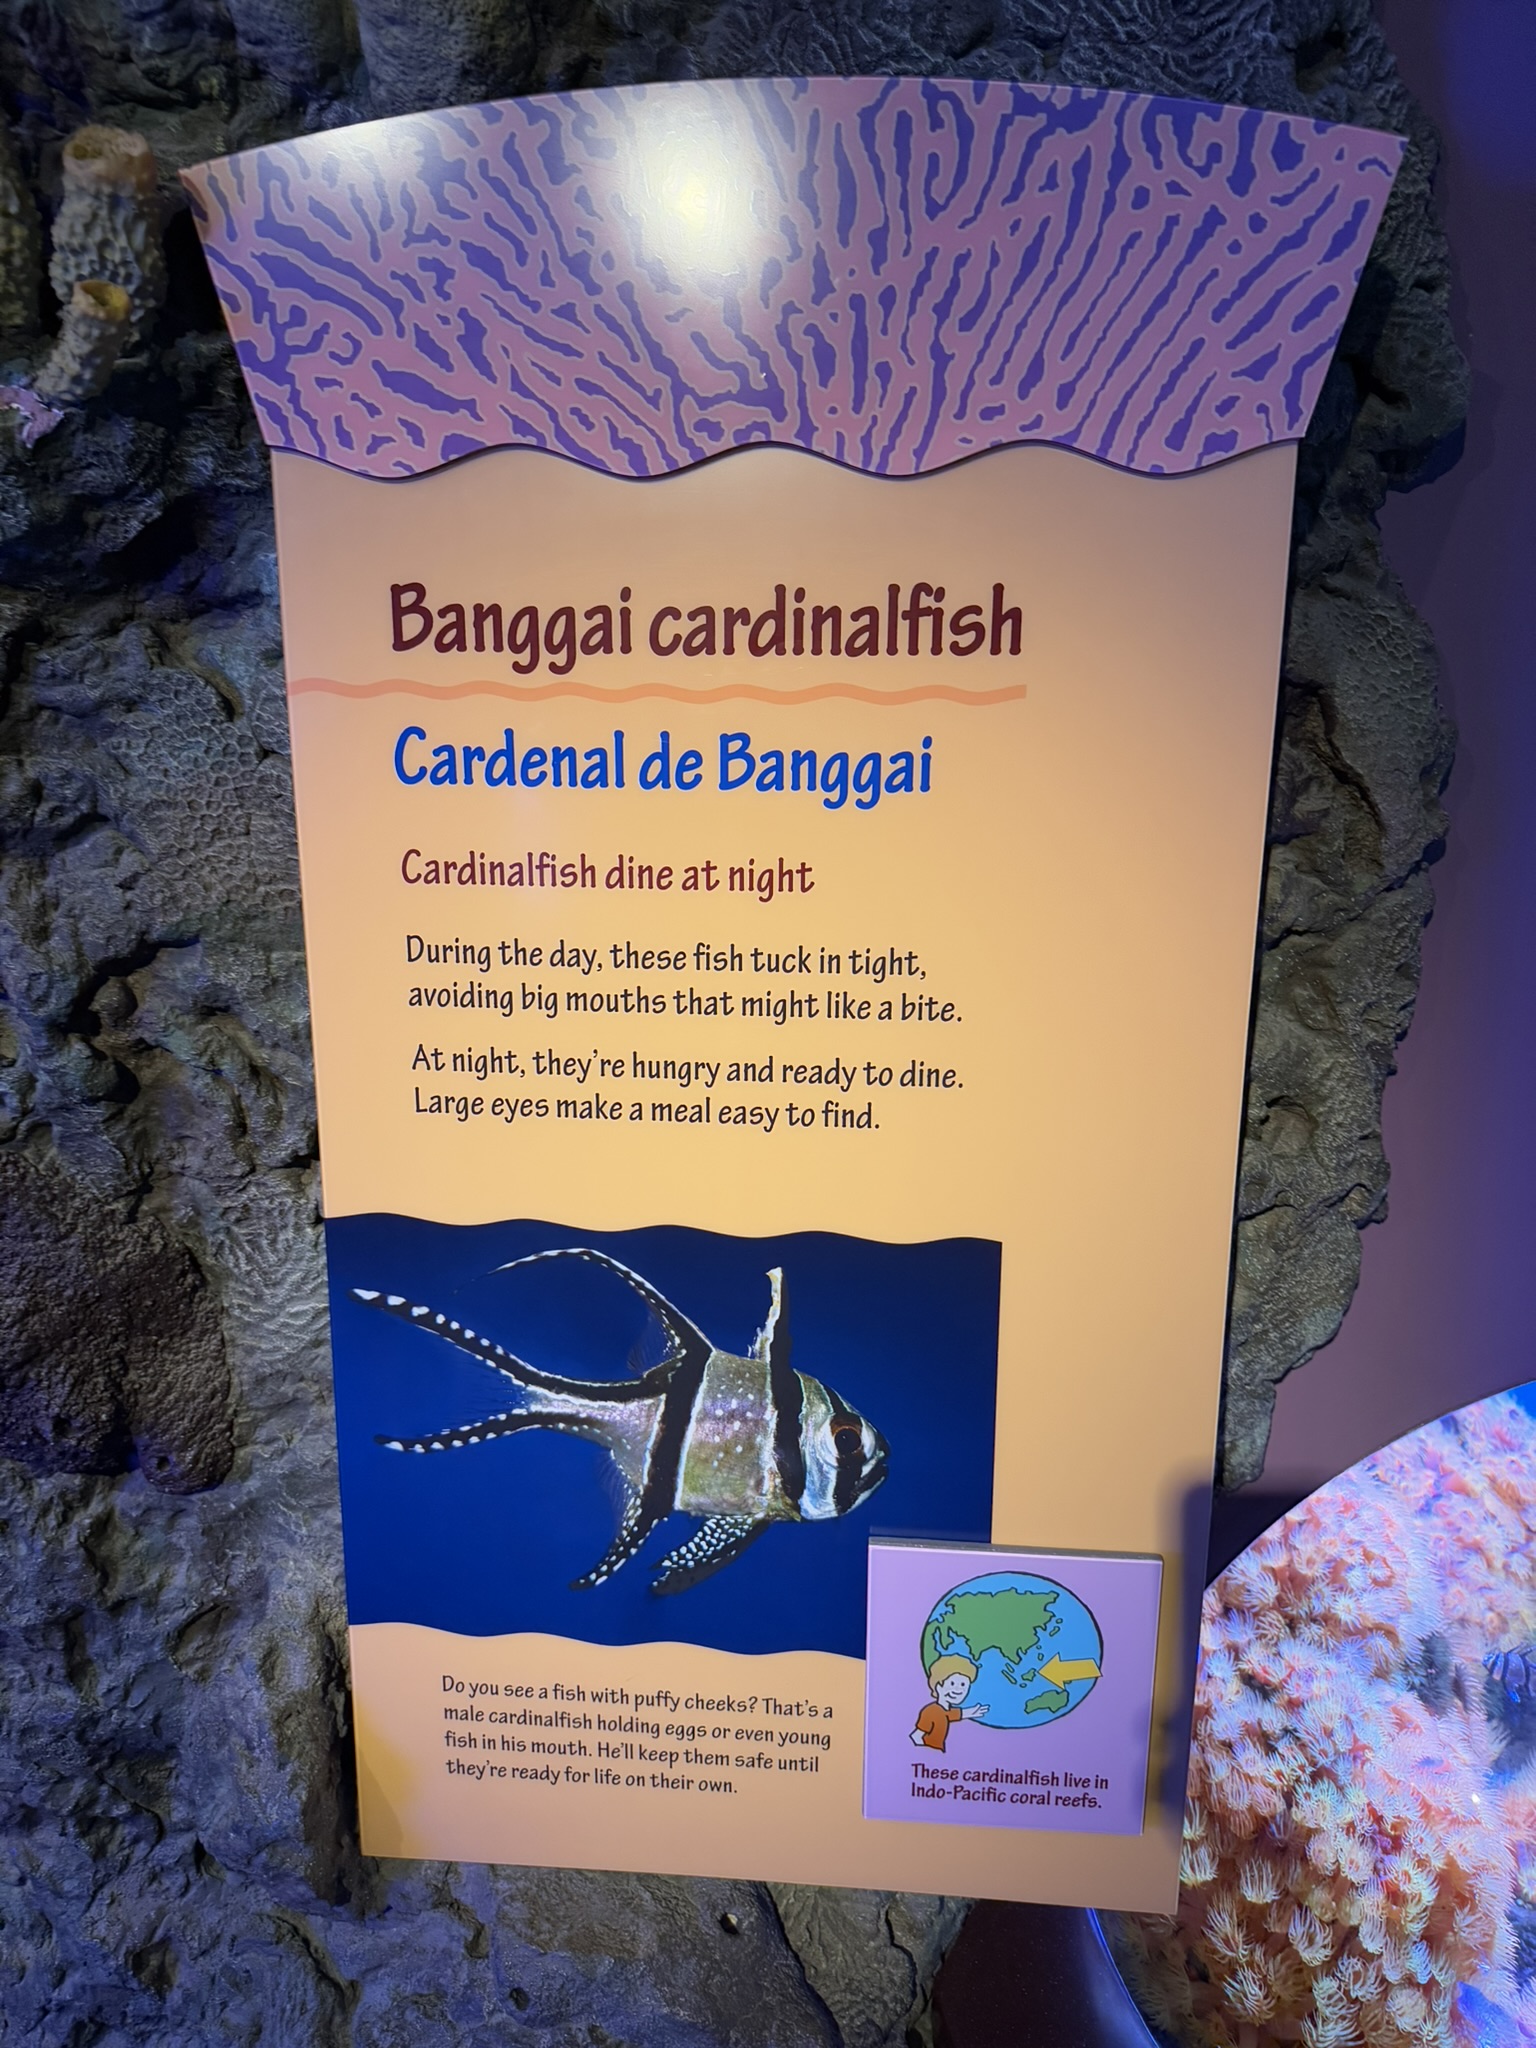 Banggai cardinalfish
Cardenal de Banggai
Cardinalfish dine at night
During the day, these fish tuck in tight,
avoiding big mouths that might like a bite.
At night, they're hungry and ready to dine.
Large eyes make a meal easy to find.
Do you see a fish with puffy cheeks? That's a
male cardinalfish holding eggs or even young
fish in his mouth. He'll keep them safe until
they're ready for life on their own.
These cardinalfish live in
Indo-Pacific coral reefs.